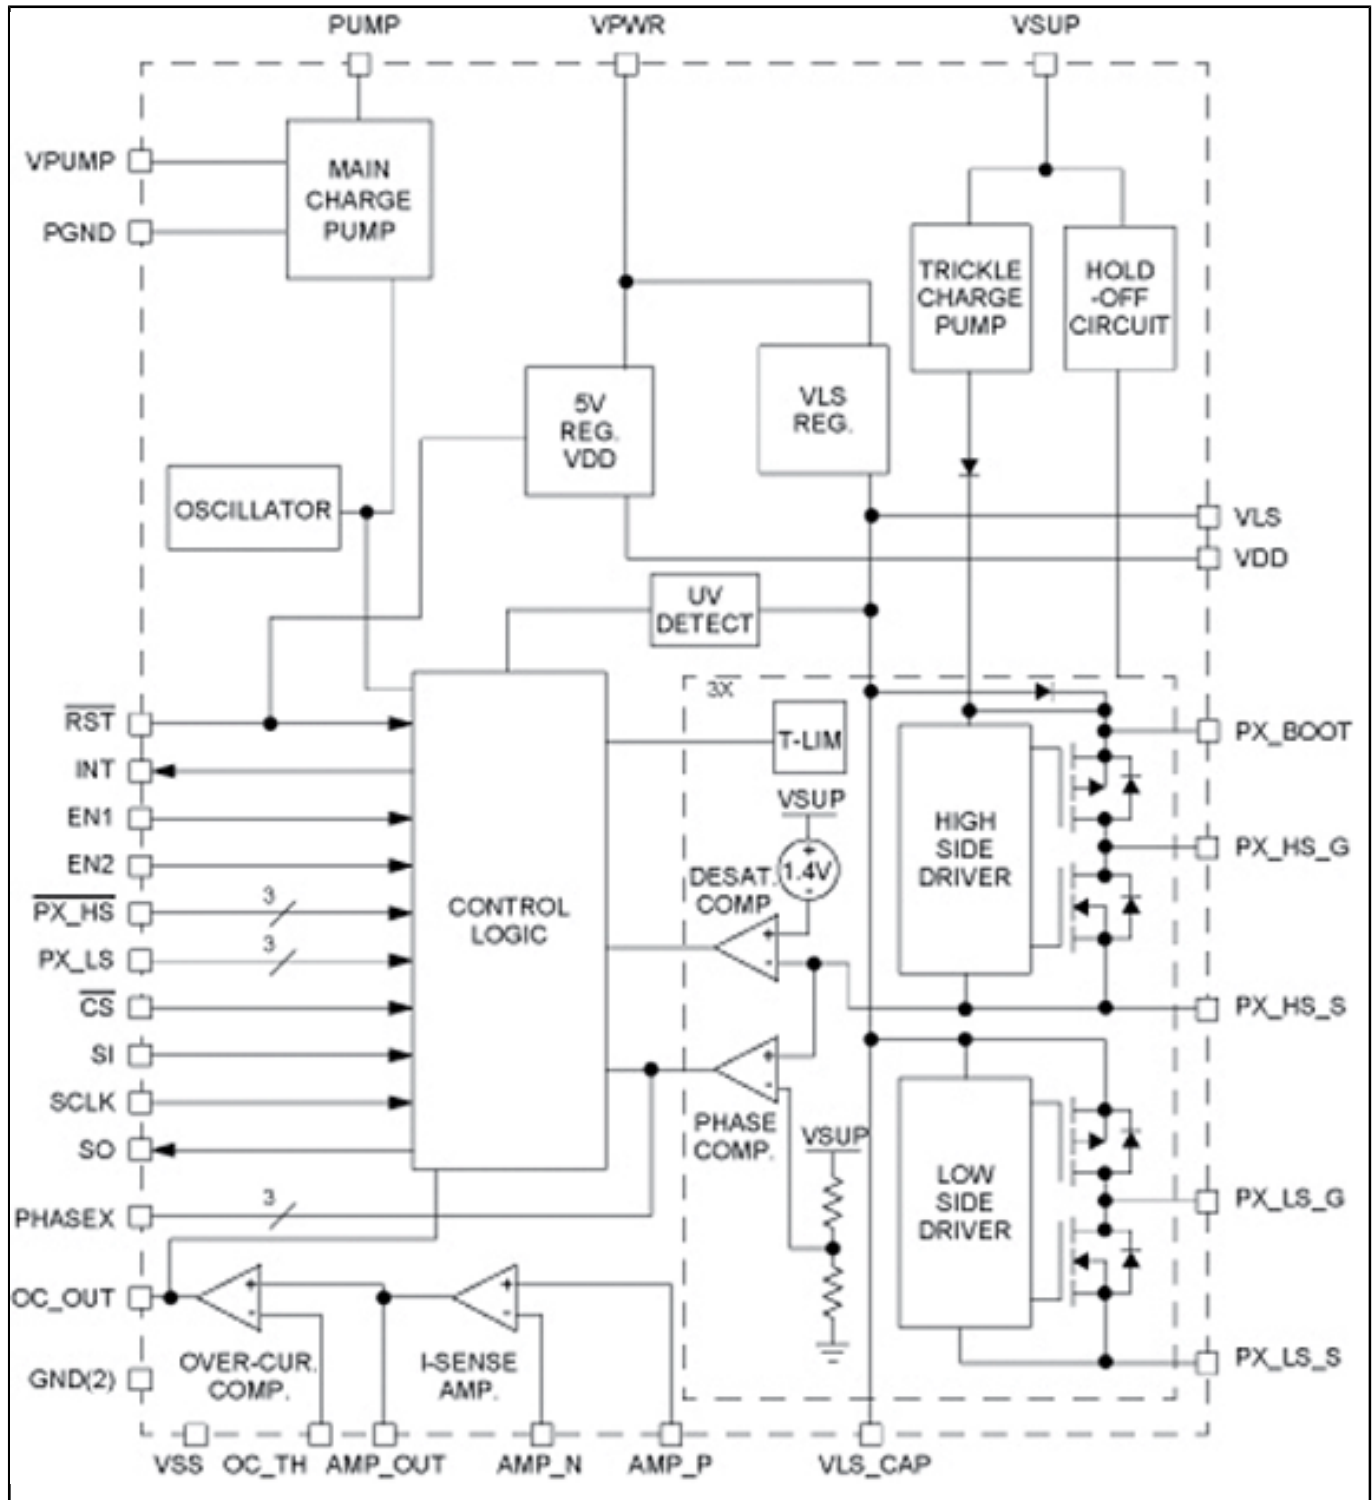 PUMP
VPWR
VSUP
VPUMP
PGND
MAIN
CHARGE
PUMP
TRICKLE
CHARGE
PUMP
HOLD
-OFF
CIRCUIT
5V
REG.
VDD
VLS
REG.
OSCILLATOR
VLS
VDD
UV
DETECT
3X
RST
INT
EN1
EN2
PX_HS
3
PX_LS
3
CS
SI
SCLK
SO
PHASEX
3
OC_OUT
GND(2)
CONTROL
LOGIC
T-LIM
VSUP
+
1.4V
-
DESAT.
COMP
+
-
+
-
PHASE
COMP.
VSUP
HIGH
SIDE
DRIVER
LOW
SIDE
DRIVER
PX_BOOT
PX_HS_G
PX_HS_S
PX_LS_G
PX_LS_S
+
-
OVER-CUR.
COMP.
+
-
I-SENSE
AMP.
VSS
OC_TH
AMP_OUT
AMP_N
AMP_P
VLS_CAP